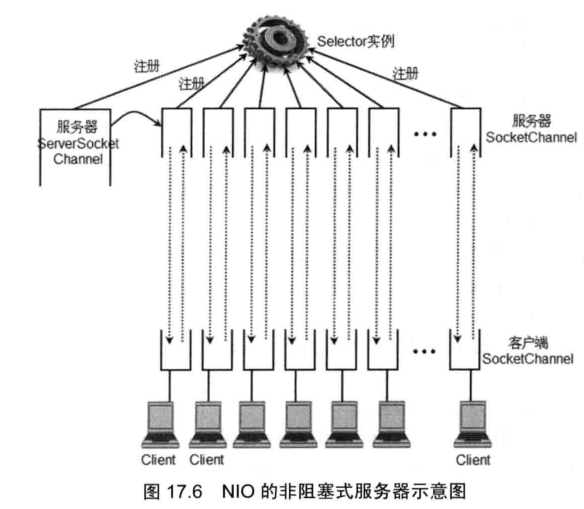 Selector实例
注册
注册
注册
服务器
ServerSocket
Channel
服务器
SocketChannel
客户端
SocketChannel
Client
Client
Client
图 17.6 NIO 的非阻塞式服务器示意图